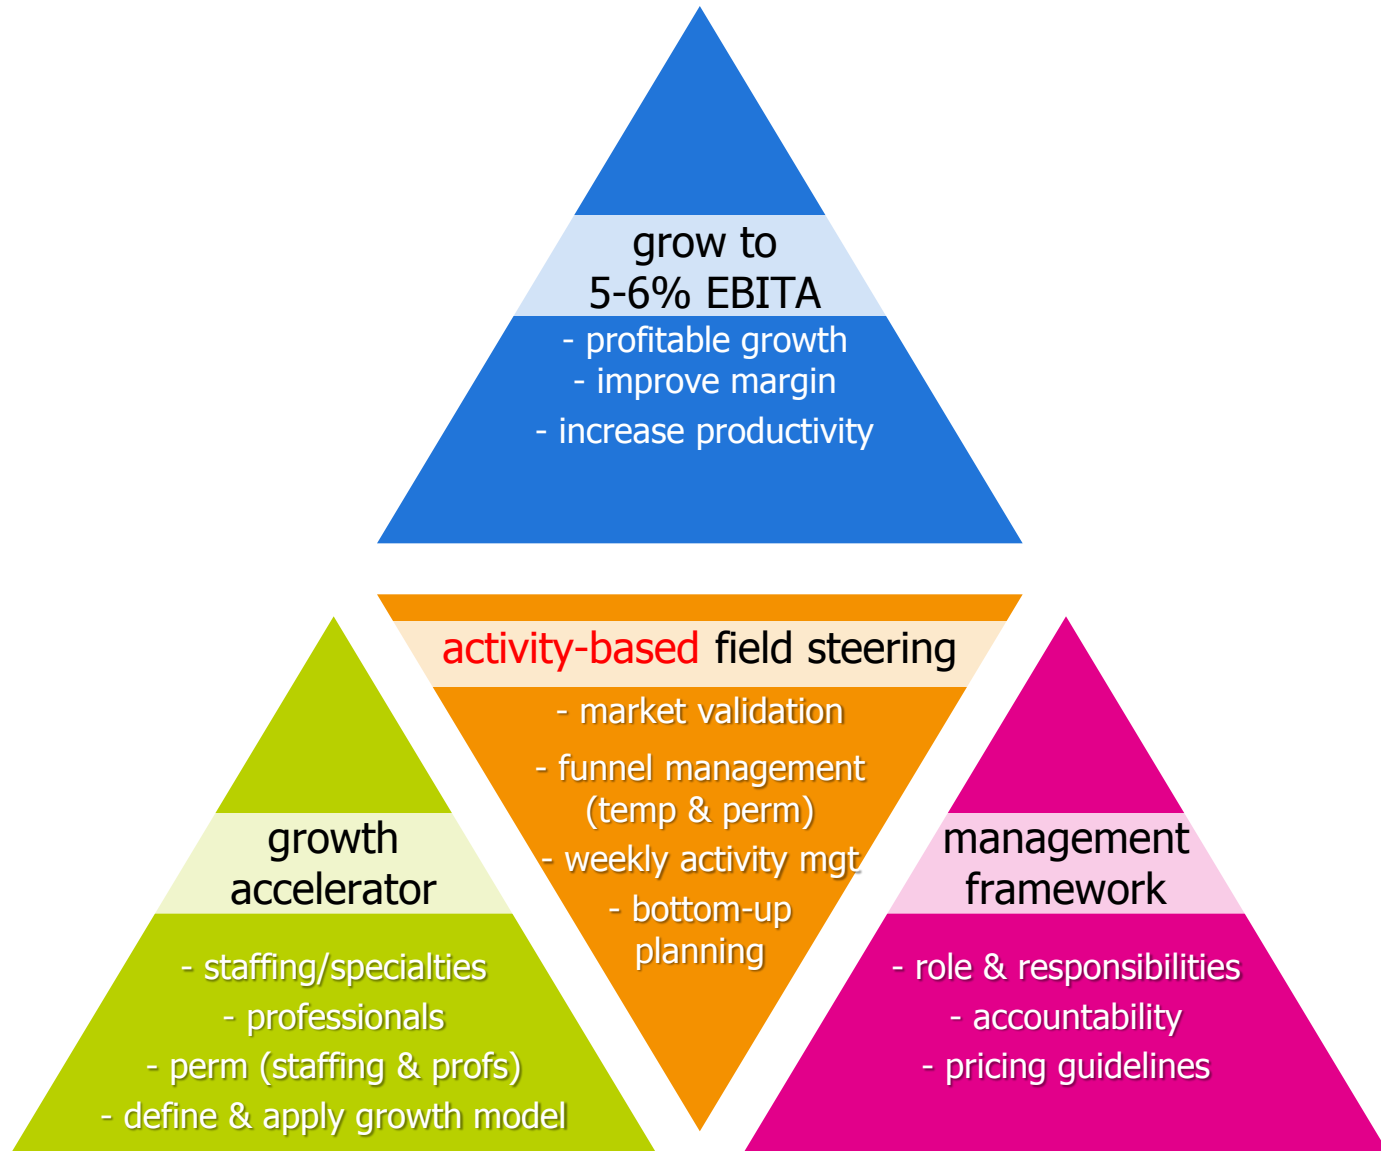 grow to
5-6% EBITA
- profitable growth
- improve margin
- increase productivity
activity-based field steering
- market validation
- funnel management
(temp & perm)
- weekly activity mgt
- bottom-up
planning
growth
accelerator
- staffing/specialties
- professionals
- perm (staffing & profs)
- define & apply growth model
management
framework
- role & responsibilities
- accountability
- pricing guidelines